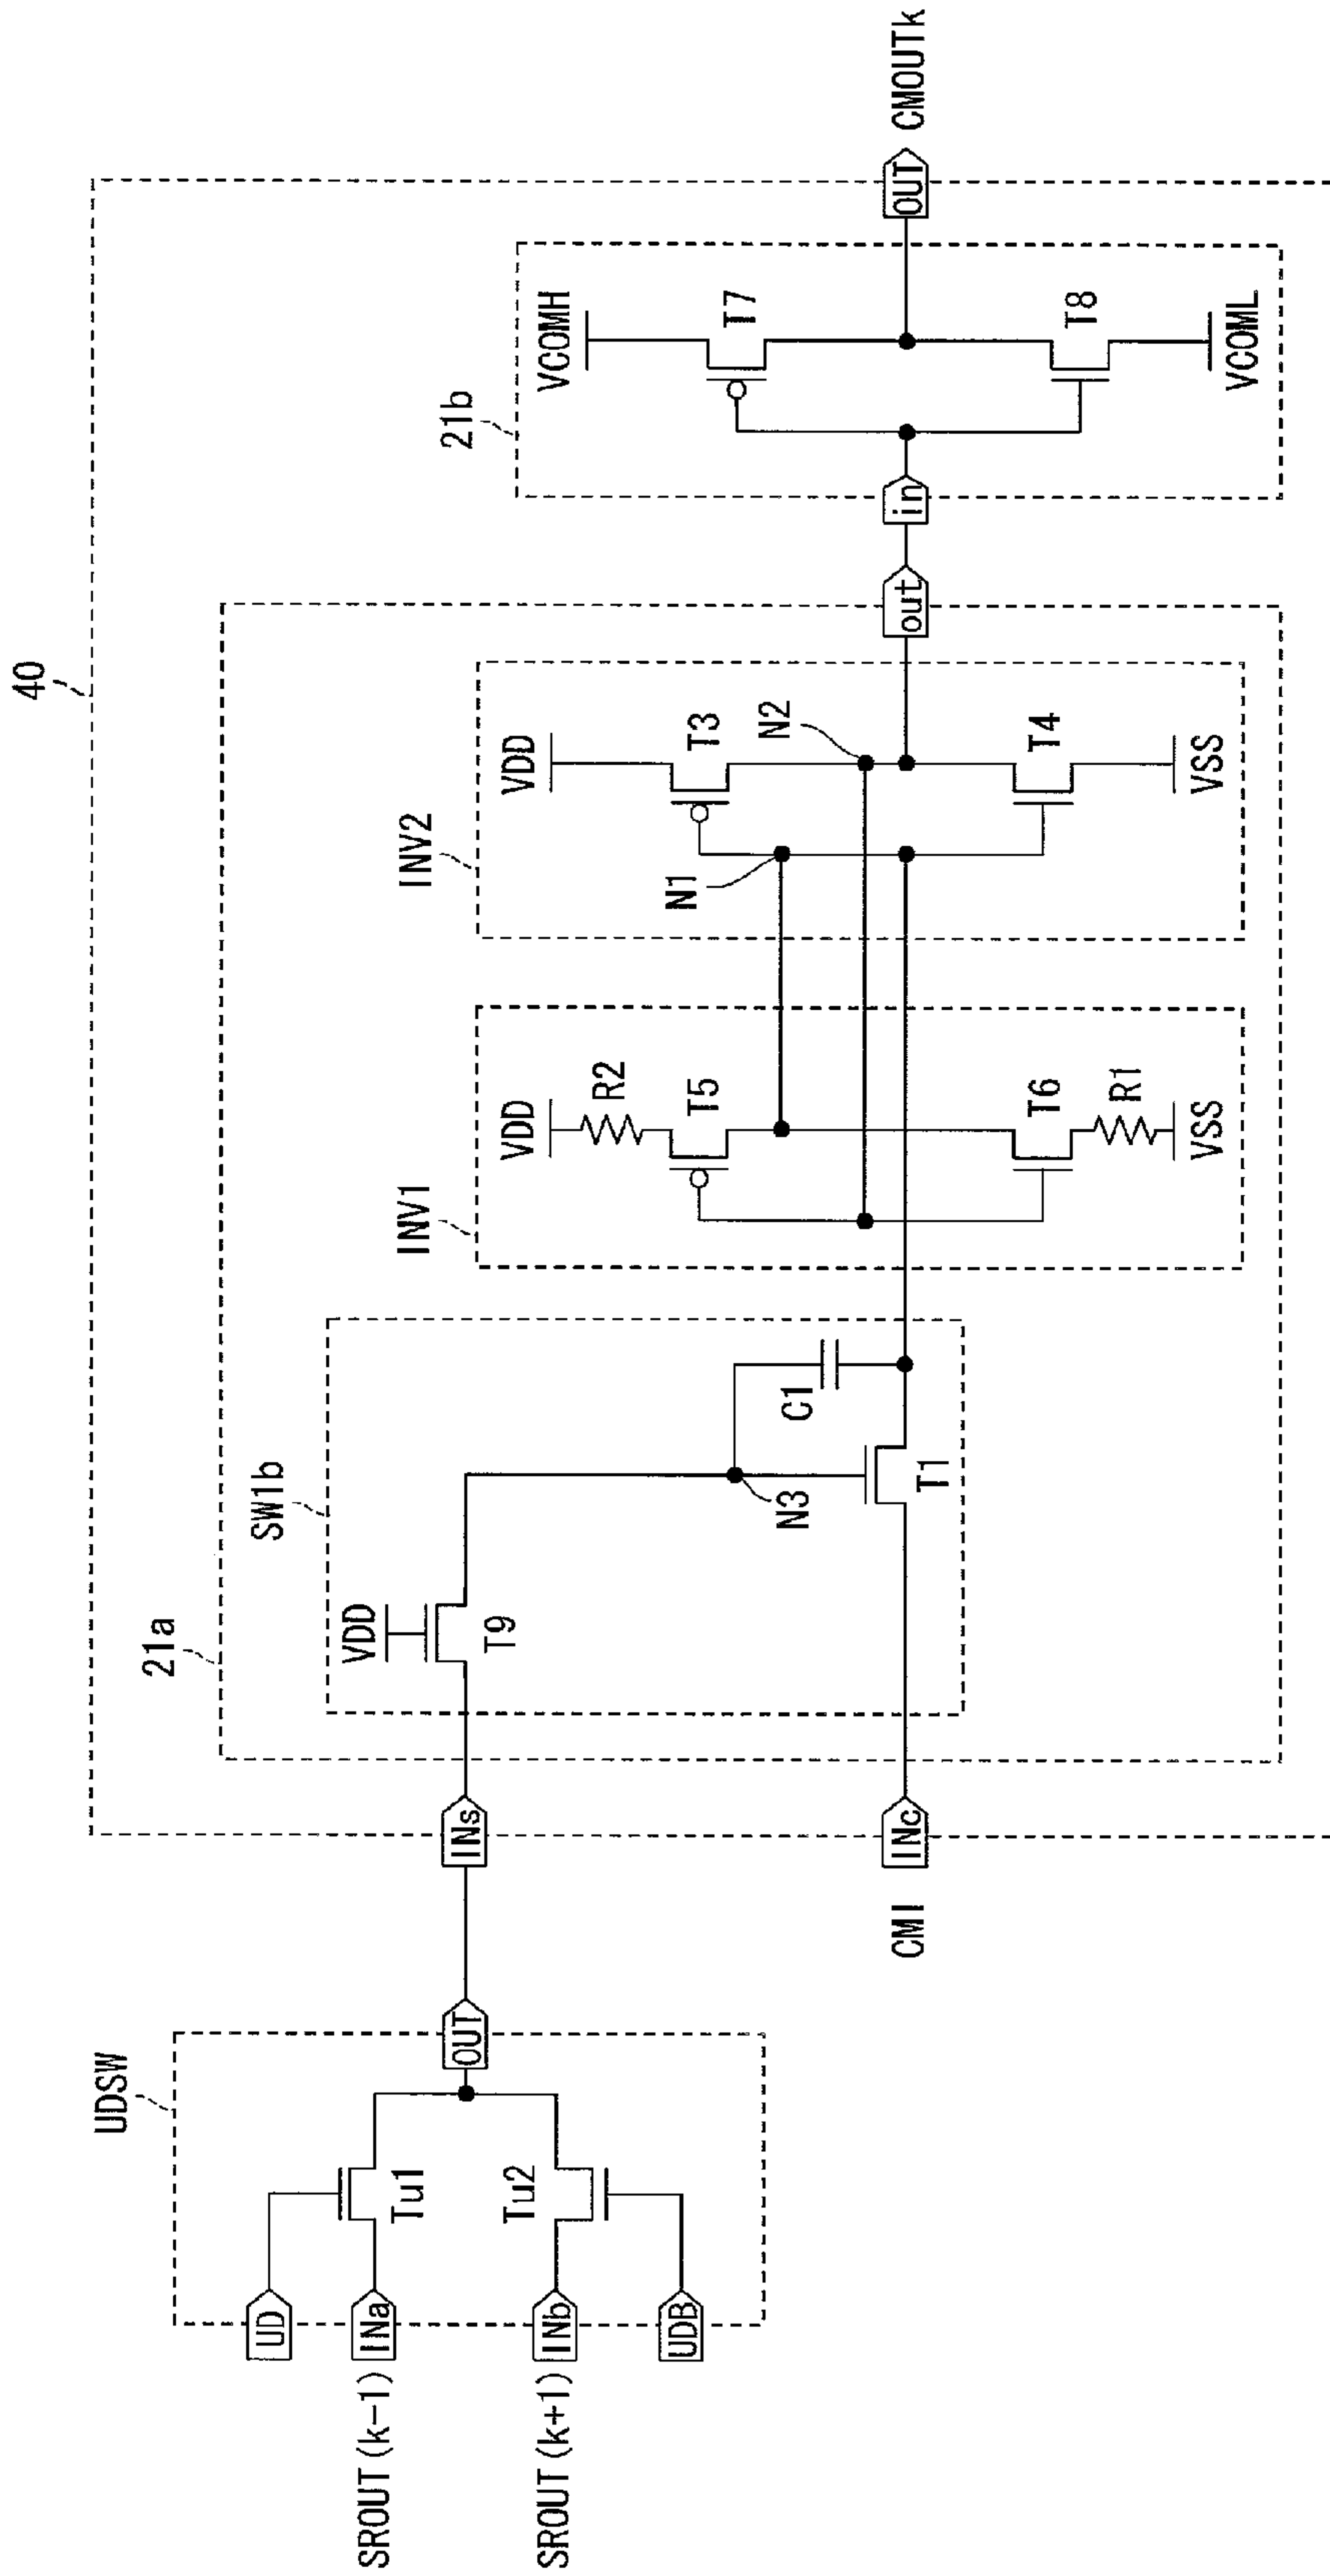 40
21a
SW1b
VDD
T9
N3
C1
T1
INV1
VDD
R2
T5
T6
R1
VSS
INV2
VDD
T3
N1
N2
T4
VSS
out
in
21b
VCOMH
T7
T8
VCOML
OUT
CMOUTk
UDSW
UD
SROUT(k-1)
INa
Tu1
SROUT(k+1)
INb
Tu2
UDB
OUT
INs
CMI
INc